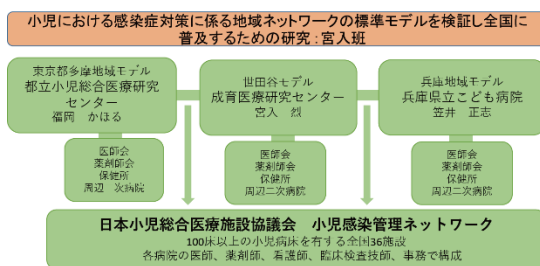 小児における感染症対策に係る地域ネットワークの標準モデルを検証し全国に
普及するための研究：宮入班
東京都多摩地域モデル
都立小児総合医療研究
センター
福岡 かほる
世田谷モデル
成育医療研究センター
宮入 烈
兵庫地域モデル
兵庫県立こども病院
笠井 正志
医師会
薬剤師会
保健所
周辺二次病院
医師会
薬剤師会
保健所
周辺二次病院
医師会
薬剤師会
保健所
周辺二次病院
日本小児総合医療施設協議会 小児感染管理ネットワーク
100床以上の小児病床を有する全国36施設
各病院の医師、薬剤師、看護師、臨床検査技師、事務で構成